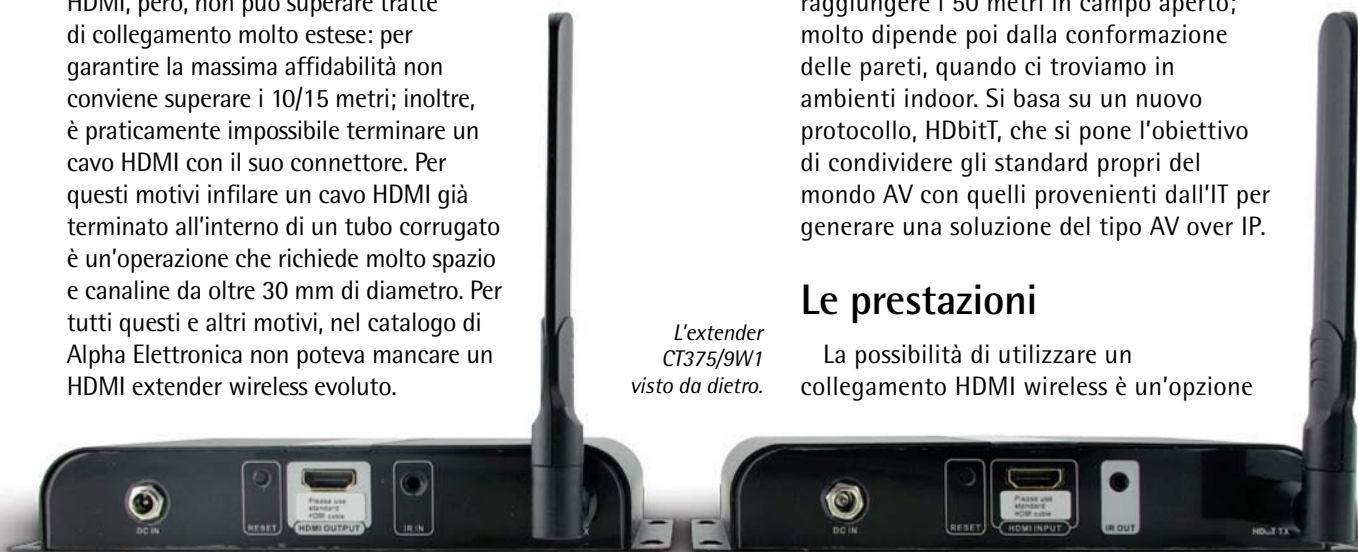 HDMI, però, non può superare tratte
di collegamento molto estese: per
garantire la massima affidabilità non
conviene superare i 10/15 metri; inoltre,
è praticamente impossibile terminare un
cavo HDMI con il suo connettore. Per
questi motivi infilare un cavo HDMI già
terminato all'interno di un tubo corrugato
è un'operazione che richiede molto spazio
e canaline da oltre 30 mm di diametro. Per
tutti questi e altri motivi, nel catalogo di
Alpha Elettronica non poteva mancare un
HDMI extender wireless evoluto.
L'extender
CT375/9W1
visto da dietro.
raggiungere i 50 metri in campo aperto;
molto dipende poi dalla conformazione
delle pareti, quando ci troviamo in
ambienti indoor. Si basa su un nuovo
protocollo, HDbitT, che si pone l'obiettivo
di condividere gli standard propri del
mondo AV con quelli provenienti dall'IT per
generare una soluzione del tipo AV over IP.
Le prestazioni
La possibilità di utilizzare un
collegamento HDMI wireless è un'opzione
DC IN
RESET
Please use
standard
HDMI cable
HDMI OUTPUT
IR IN
DC IN
RESET
Please use
standard
HDMI cable
HDMI INPUT
IR OUT